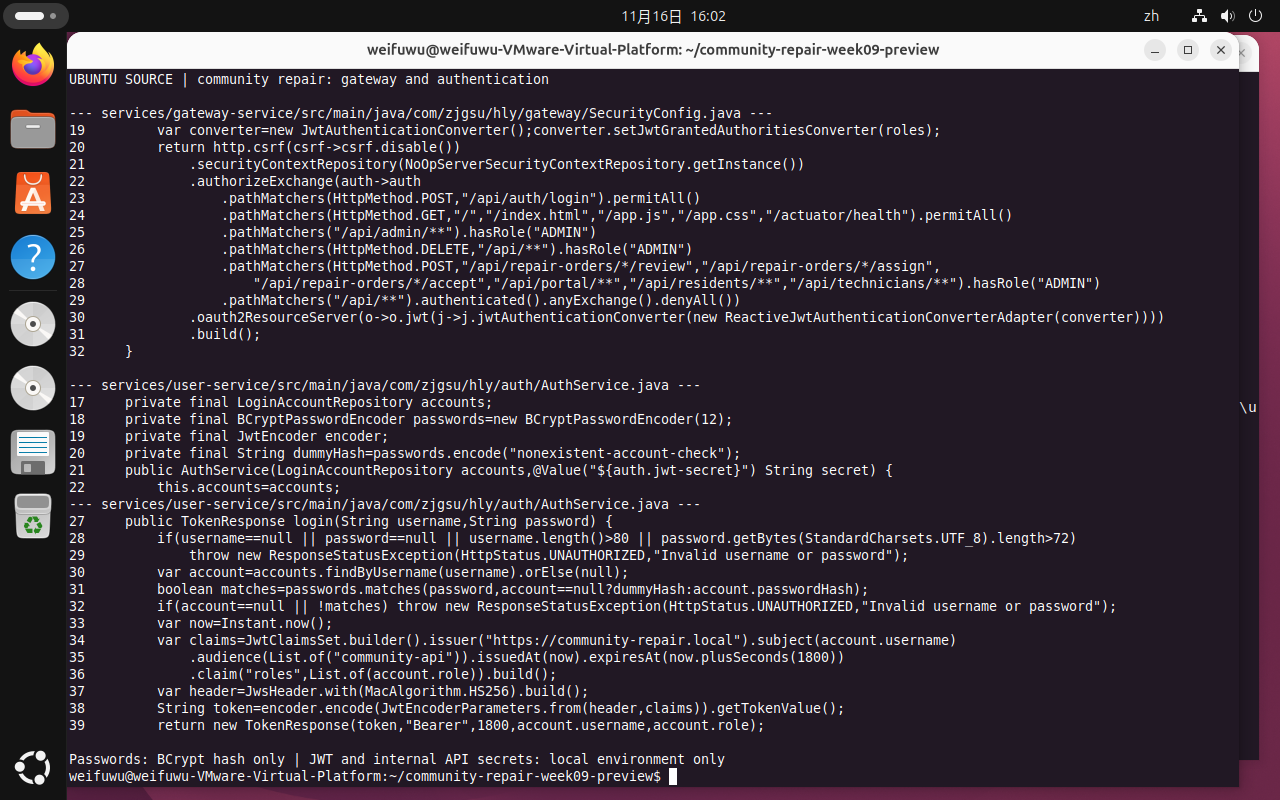 11月16日 16:02
zh
weifuwu@weifuwu-VMware-Virtual-Platform: ~/community-repair-week09-preview
UBUNTU SOURCE | community repair: gateway and authentication
--- services/gateway-service/src/main/java/com/zjgsu/hly/gateway/SecurityConfig.java ---
19         var converter=new JwtAuthenticationConverter();converter.setJwtGrantedAuthoritiesConverter(roles);
20         return http.csrf(csrf->csrf.disable())
21             .securityContextRepository(NoOpServerSecurityContextRepository.getInstance())
22             .authorizeExchange(auth->auth
23                 .pathMatchers(HttpMethod.POST,"/api/auth/login").permitAll()
24                 .pathMatchers(HttpMethod.GET,"/","/index.html","/app.js","/app.css","/actuator/health").permitAll()
25                 .pathMatchers("/api/admin/**").hasRole("ADMIN")
26                 .pathMatchers(HttpMethod.DELETE,"/api/**").hasRole("ADMIN")
27                 .pathMatchers(HttpMethod.POST,"/api/repair-orders/*/review","/api/repair-orders/*/assign",
28                     "/api/repair-orders/*/accept","/api/portal/**","/api/residents/**","/api/technicians/**").hasRole("ADMIN")
29                 .pathMatchers("/api/**").authenticated().anyExchange().denyAll())
30             .oauth2ResourceServer(o->o.jwt(j->j.jwtAuthenticationConverter(new ReactiveJwtAuthenticationConverterAdapter(converter))))
31             .build();
32     }
--- services/user-service/src/main/java/com/zjgsu/hly/auth/AuthService.java ---
17     private final LoginAccountRepository accounts;
\u
18     private final BCryptPasswordEncoder passwords=new BCryptPasswordEncoder(12);
19     private final JwtEncoder encoder;
20     private final String dummyHash=passwords.encode("nonexistent-account-check");
21     public AuthService(LoginAccountRepository accounts,@Value("${auth.jwt-secret}") String secret) {
22         this.accounts=accounts;
--- services/user-service/src/main/java/com/zjgsu/hly/auth/AuthService.java ---
27     public TokenResponse login(String username,String password) {
28         if(username==null || password==null || username.length()>80 || password.getBytes(StandardCharsets.UTF_8).length>72)
29             throw new ResponseStatusException(HttpStatus.UNAUTHORIZED,"Invalid username or password");
30         var account=accounts.findByUsername(username).orElse(null);
31         boolean matches=passwords.matches(password,account==null?dummyHash:account.passwordHash);
32         if(account==null || !matches) throw new ResponseStatusException(HttpStatus.UNAUTHORIZED,"Invalid username or password");
33         var now=Instant.now();
34         var claims=JwtClaimsSet.builder().issuer("https://community-repair.local").subject(account.username)
35             .audience(List.of("community-api")).issuedAt(now).expiresAt(now.plusSeconds(1800))
36             .claim("roles",List.of(account.role)).build();
37         var header=JwsHeader.with(MacAlgorithm.HS256).build();
38         String token=encoder.encode(JwtEncoderParameters.from(header,claims)).getTokenValue();
39         return new TokenResponse(token,"Bearer",1800,account.username,account.role);
Passwords: BCrypt hash only | JWT and internal API secrets: local environment only
weifuwu@weifuwu-VMware-Virtual-Platform:~/community-repair-week09-preview$